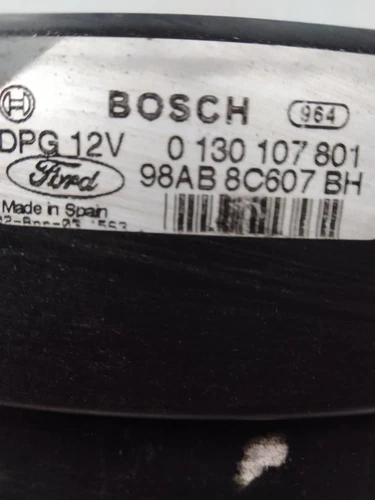 BOSCH 964
DPG 12V 0 130 107 801
Ford 98AB 8C607 BH
Made in Spain